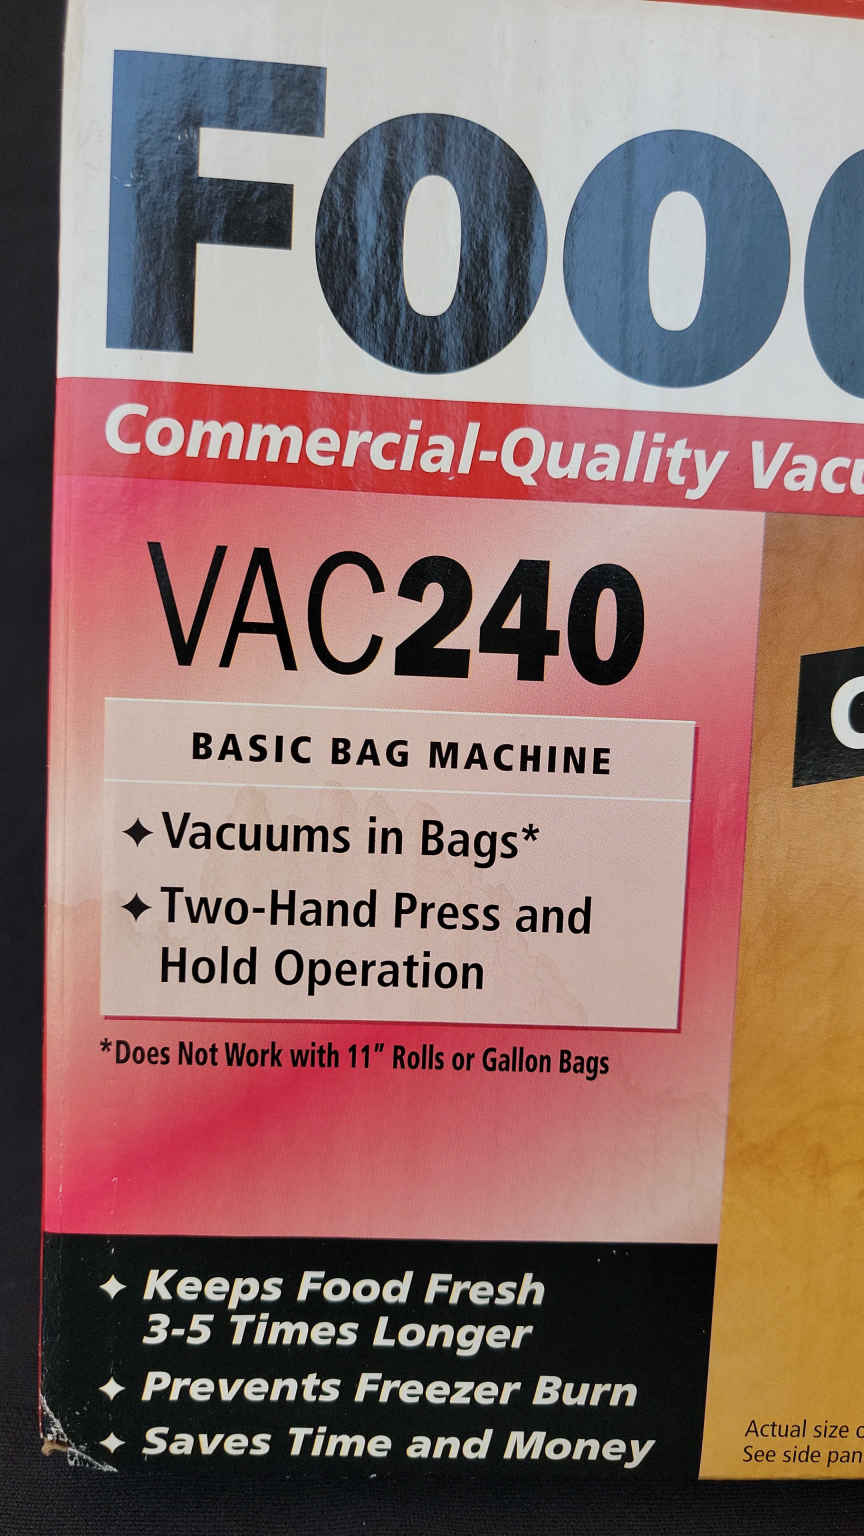 Foo
Commercial-Quality
VAC240
BASIC BAG MACHINE
✦ Vacuums in Bags*
✦ Two-Hand Press and
Hold Operation
*Does Not Work with 11" Rolls or Gallon Bags
✦ Keeps Food Fresh
3-5 Times Longer
✦ Prevents Freezer Burn
✦ Saves Time and Money
Actual size
See side